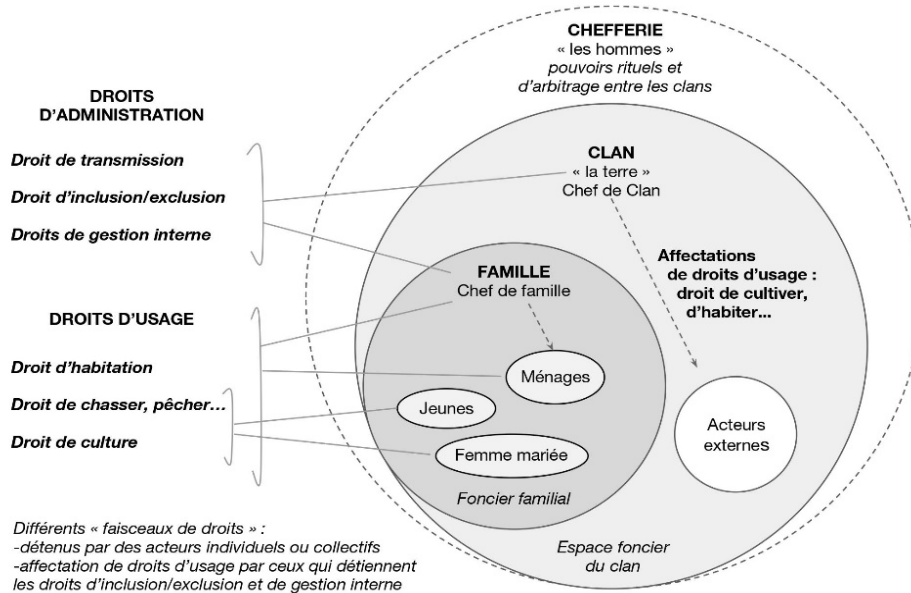 CHEFFERIE
« les hommes »
pouvoirs rituels et
d’arbitrage entre les clans
DROITS
D’ADMINISTRATION
Droit de transmission
Droit d’inclusion/exclusion
Droits de gestion interne
CLAN
« la terre »
Chef de Clan
Affectations
de droits d’usage :
droit de cultiver,
d’habiter...
FAMILLE
Chef de famille
DROITS D’USAGE
Droit d’habitation
Droit de chasser, pêcher…
Droit de culture
Ménages
Jeunes
Femme mariée
Foncier familial
Acteurs
externes
Espace foncier
du clan
Différents « faisceaux de droits » :
-détenus par des acteurs individuels ou collectifs
-affectation de droits d’usage par ceux qui détiennent
les droits d’inclusion/exclusion et de gestion interne